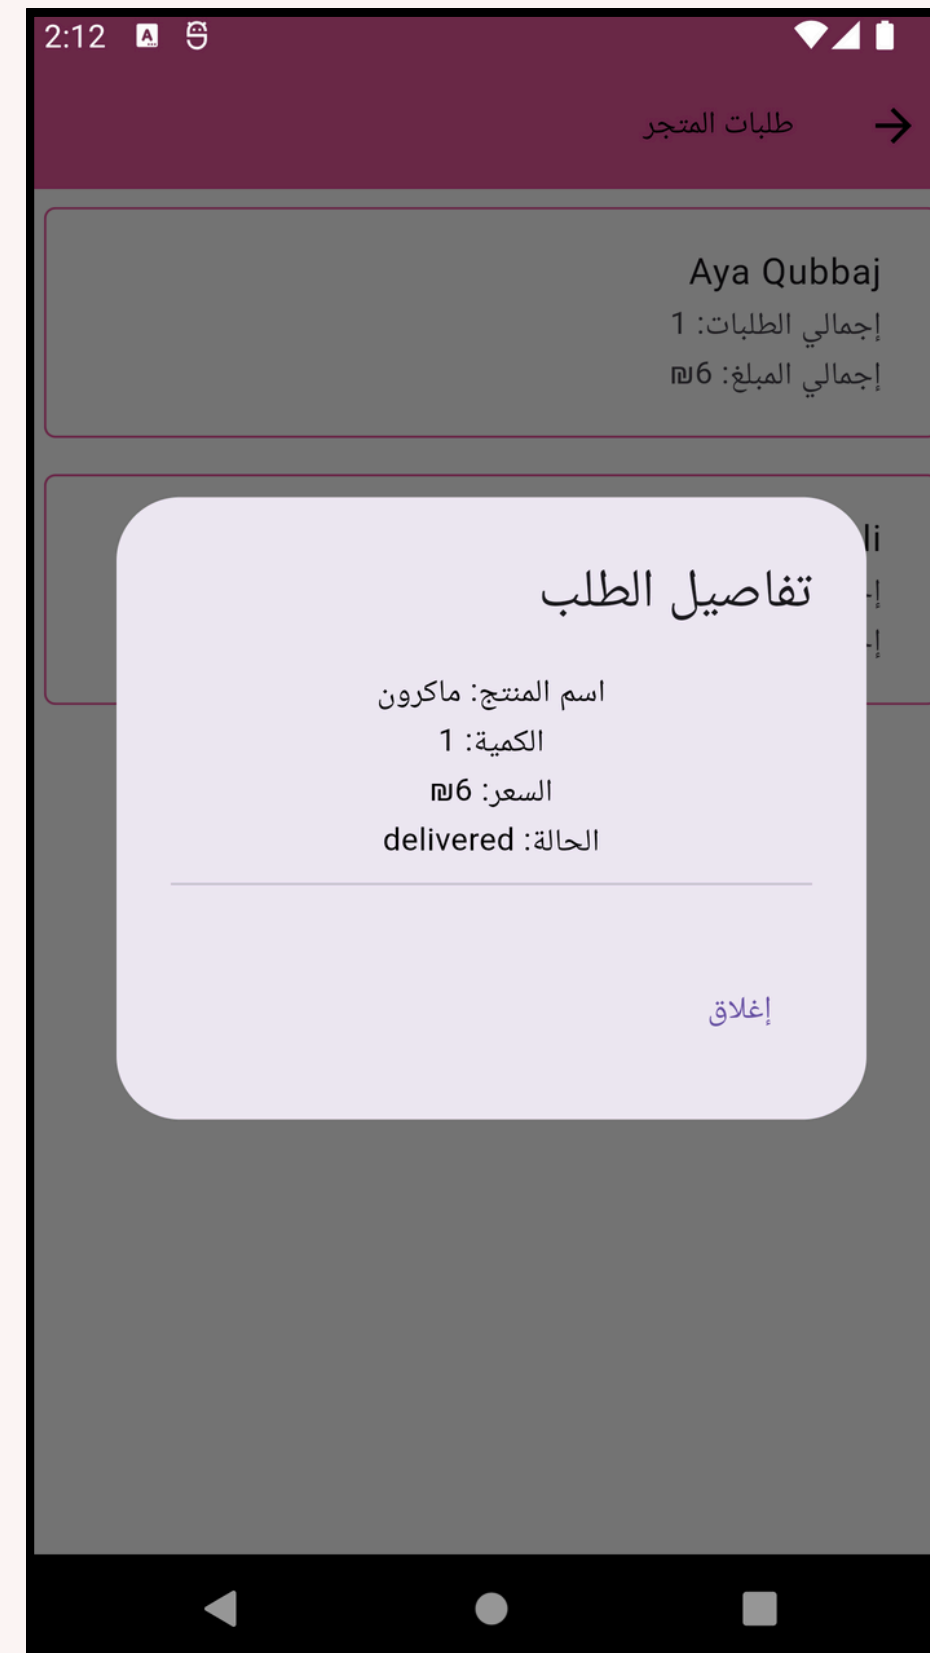 2:12
طلبات المتجر
Aya Qubbaj
إجمالي الطلبات: 1
إجمالي المبلغ: 6₪
تفاصيل الطلب
اسم المنتج: ماكرون
الكمية: 1
السعر: 6₪
الحالة: delivered
إغلاق